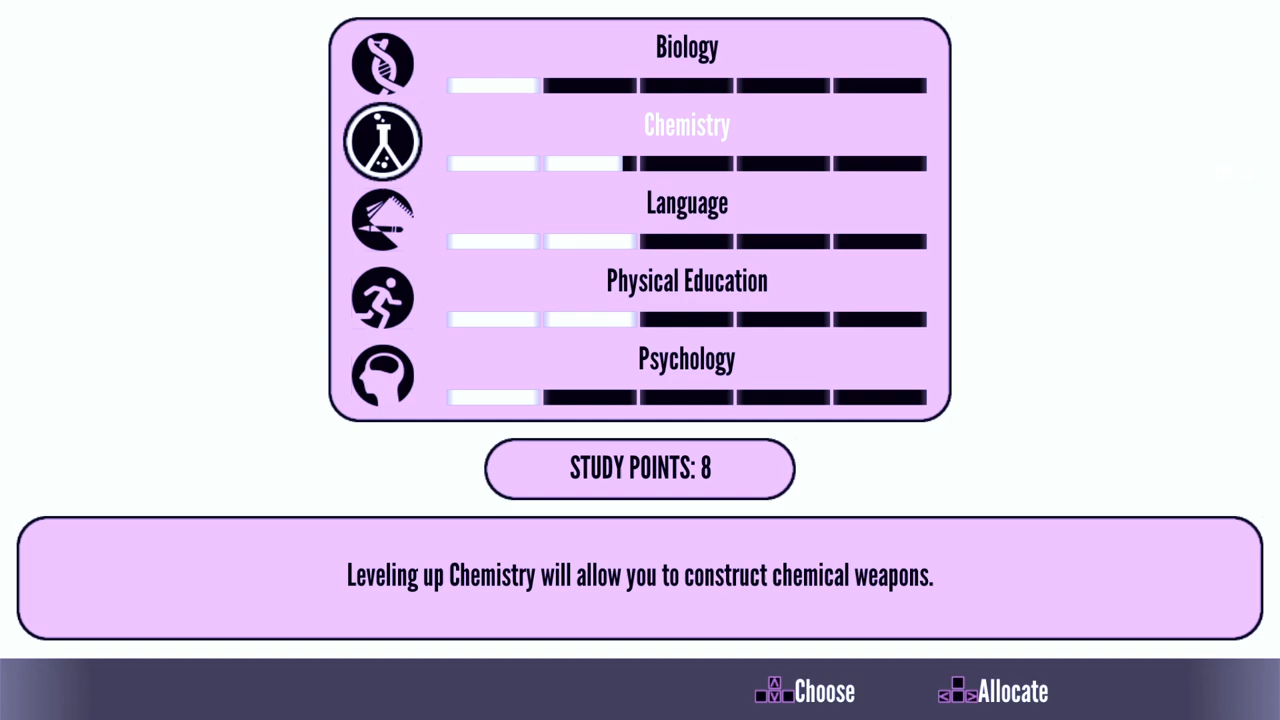 Biology
Chemistry
Language
Physical Education
Psychology
STUDY POINTS: 8
Leveling up Chemistry will allow you to construct chemical weapons.
Choose
Allocate